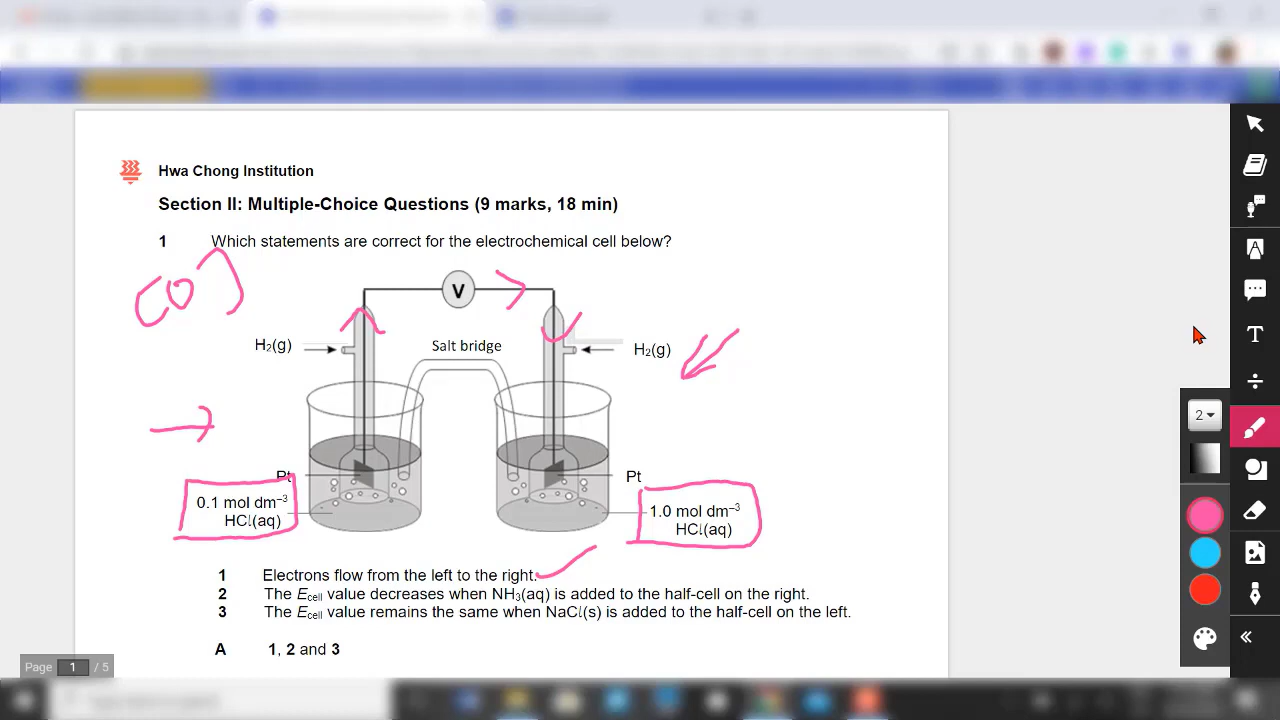 Hwa Chong Institution
Section II: Multiple-Choice Questions (9 marks, 18 min)
1 Which statements are correct for the electrochemical cell below?
[O]
V
H₂(g)
Salt bridge
H₂(g)
Pt
Pt
0.1 mol dm⁻³
HCl(aq)
1.0 mol dm⁻³
HCl(aq)
1 Electrons flow from the left to the right.
2 The Ecell value decreases when NH₃(aq) is added to the half-cell on the right.
3 The Ecell value remains the same when NaCl(s) is added to the half-cell on the left.
A 1, 2 and 3
Page 1 / 5
2
T
A